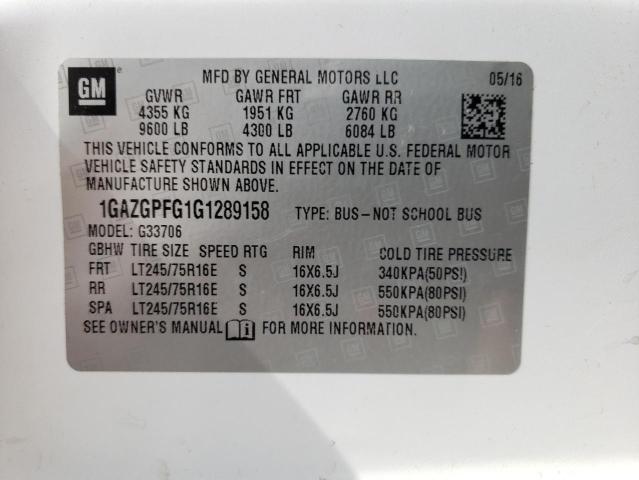 GM
MFD BY GENERAL MOTORS LLC 05/16
GVWR GAWR FRT GAWR RR
4355 KG 1951 KG 2760 KG
9600 LB 4300 LB 6084 LB
THIS VEHICLE CONFORMS TO ALL APPLICABLE U.S. FEDERAL MOTOR
VEHICLE SAFETY STANDARDS IN EFFECT ON THE DATE OF
MANUFACTURE SHOWN ABOVE.
1GAZGPFG1G1289158 TYPE: BUS-NOT SCHOOL BUS
MODEL: G33706
GBHW TIRE SIZE SPEED RTG RIM COLD TIRE PRESSURE
FRT LT245/75R16E S 16X6.5J 340KPA(50PSI)
RR LT245/75R16E S 16X6.5J 550KPA(80PSI)
SPA LT245/75R16E S 16X6.5J 550KPA(80PSI)
SEE OWNER'S MANUAL i FOR MORE INFORMATION.